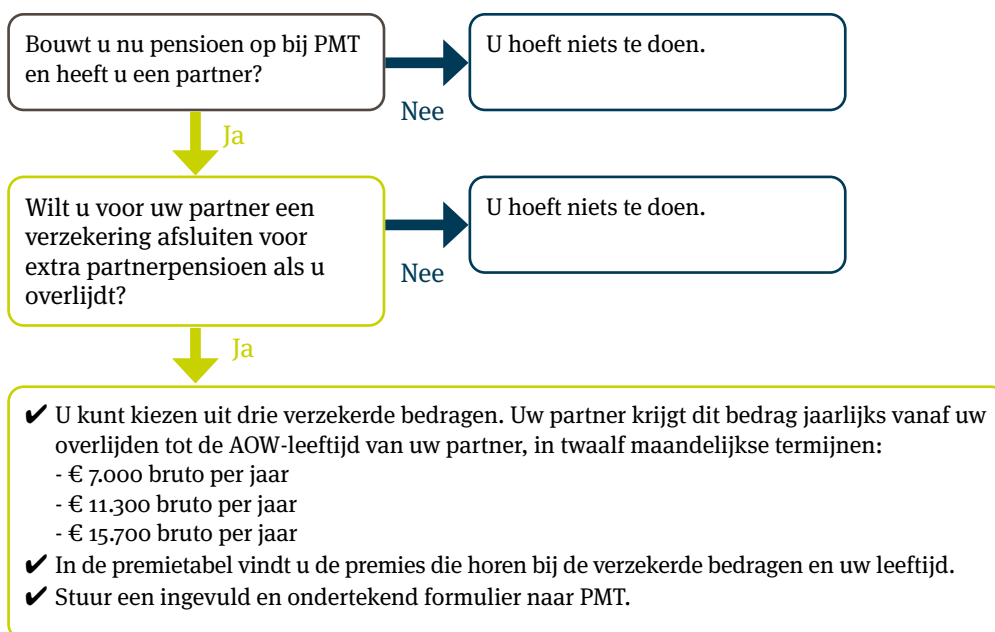 Bouwt u nu pensioen op bij PMT
en heeft u een partner?
U hoeft niets te doen.
Nee
Ja
Wilt u voor uw partner een
verzekering afsluiten voor
extra partnerpensioen als u
overlijdt?
U hoeft niets te doen.
Nee
Ja
✔ U kunt kiezen uit drie verzekerde bedragen. Uw partner krijgt dit bedrag jaarlijks vanaf uw
overlijden tot de AOW-leeftijd van uw partner, in twaalf maandelijkse termijnen:
- € 7.000 bruto per jaar
- € 11.300 bruto per jaar
- € 15.700 bruto per jaar
✔ In de premietabel vindt u de premies die horen bij de verzekerde bedragen en uw leeftijd.
✔ Stuur een ingevuld en ondertekend formulier naar PMT.